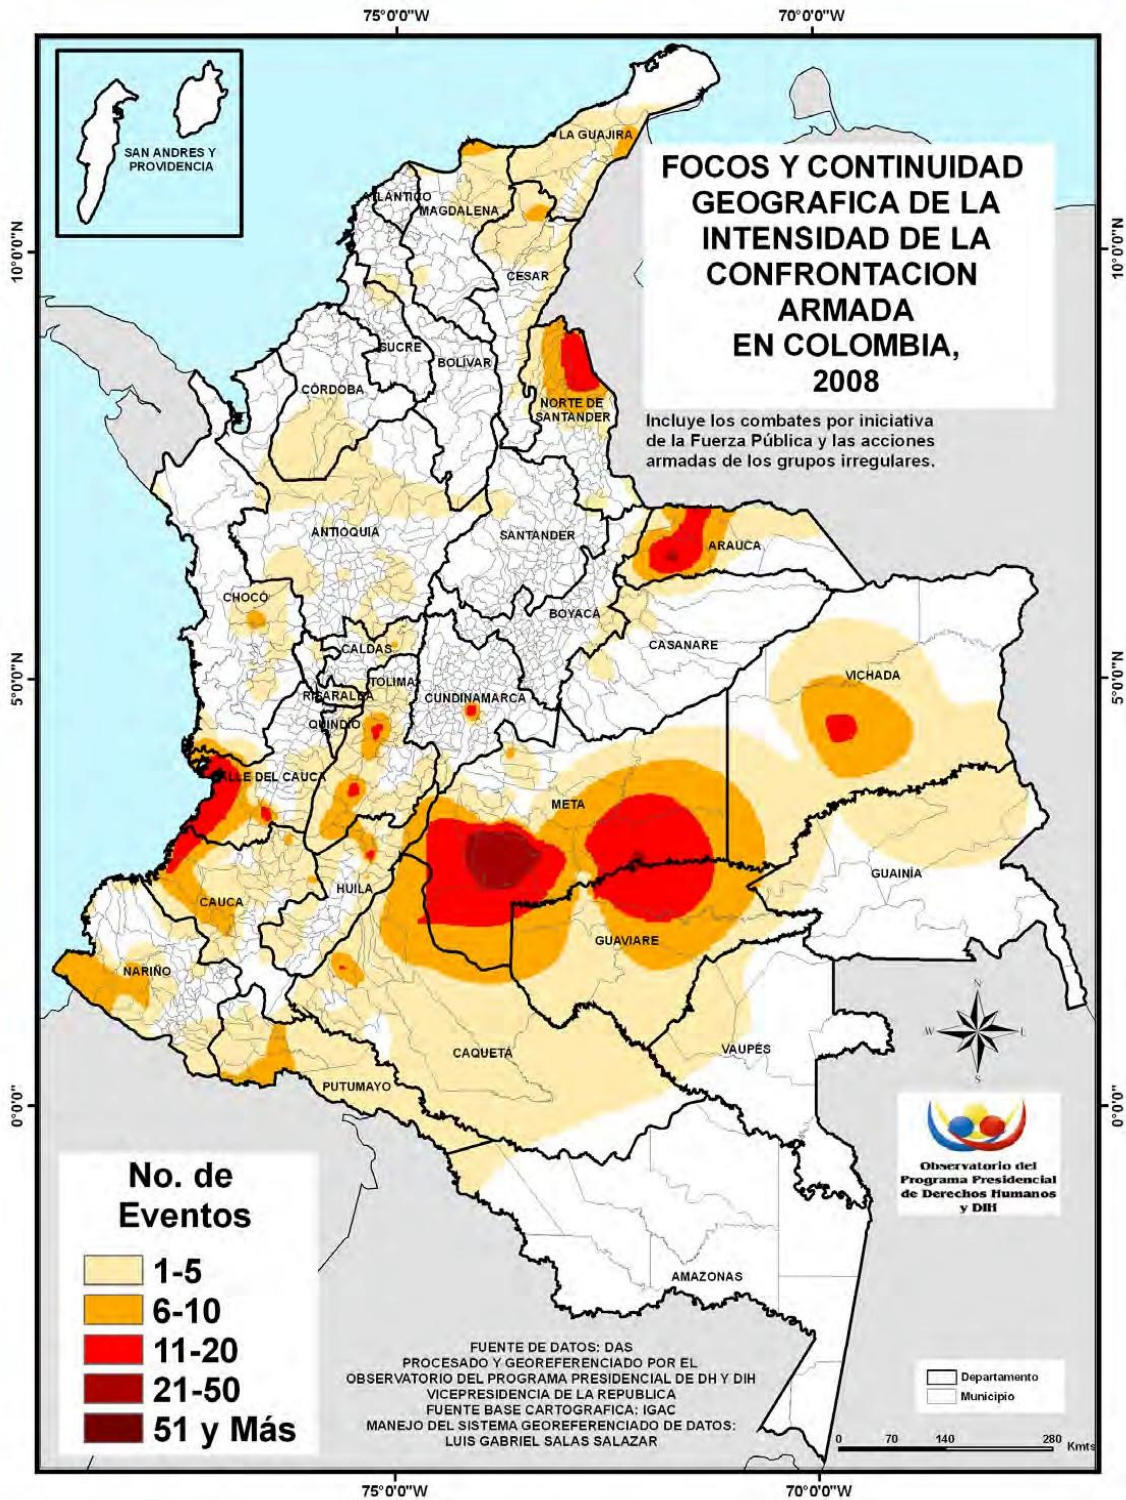 75°0'0"W
70°0'0"W
SAN ANDRES Y
PROVIDENCIA
FOCOS Y CONTINUIDAD
GEOGRAFICA DE LA
INTENSIDAD DE LA
CONFRONTACION
ARMADA
EN COLOMBIA,
2008
Incluye los combates por iniciativa
de la Fuerza Pública y las acciones
armadas de los grupos irregulares.
10°0'0"N
10°0'0"N
LA GUAJIRA
ATLÁNTICO
MAGDALENA
CESAR
SUCRE
BOLÍVAR
CÓRDOBA
NORTE DE
SANTANDER
ANTIOQUIA
SANTANDER
ARAUCA
CHOCÓ
BOYACÁ
CALDAS
CASANARE
5°0'0"N
5°0'0"N
VICHADA
TOLIMA
RISARALDA
CUNDINAMARCA
QUINDIO
VALLE DEL CAUCA
META
GUAINÍA
HUILA
CAUCA
GUAVIARE
NARIÑO
CAQUETÁ
VAUPÉS
PUTUMAYO
AMAZONAS
N
W
L
S
0°0'0"
0°0'0"
Observatorio del
Programa Presidencial
de Derechos Humanos
y DIH
No. de
Eventos
1-5
6-10
11-20
21-50
51 y Más
FUENTE DE DATOS: DAS
PROCESADO Y GEOREFERENCIADO POR EL
OBSERVATORIO DEL PROGRAMA PRESIDENCIAL DE DH Y DIH
VICEPRESIDENCIA DE LA REPUBLICA
FUENTE BASE CARTOGRAFICA: IGAC
MANEJO DEL SISTEMA GEOREFERENCIADO DE DATOS:
LUIS GABRIEL SALAS SALAZAR
Departamento
Municipio
0 70 140 280
Kmts
75°0'0"W
70°0'0"W